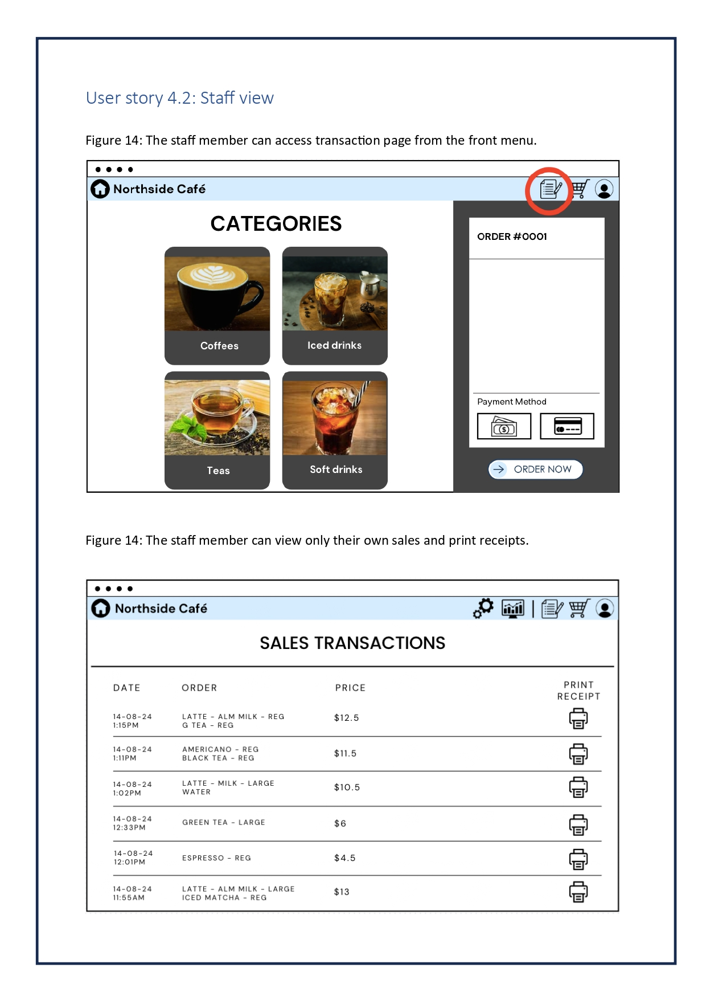 User story 4.2: Staff view
Figure 14: The staff member can access transaction page from the front menu.
Northside Café
CATEGORIES
Coffees
Iced drinks
Teas
Soft drinks
ORDER #0001
Payment Method
$
ORDER NOW
Figure 14: The staff member can view only their own sales and print receipts.
Northside Café
SALES TRANSACTIONS
DATE ORDER PRICE PRINT RECEIPT
14-08-24 1:15PM
LATTE - ALM MILK - REG
G TEA - REG
$12.5
14-08-24 1:11PM
AMERICANO - REG
BLACK TEA - REG
$11.5
14-08-24 1:02PM
LATTE - MILK - LARGE
WATER
$10.5
14-08-24 12:33PM
GREEN TEA - LARGE
$6
14-08-24 12:01PM
ESPRESSO - REG
$4.5
14-08-24 11:55AM
LATTE - ALM MILK - LARGE
ICED MATCHA - REG
$13